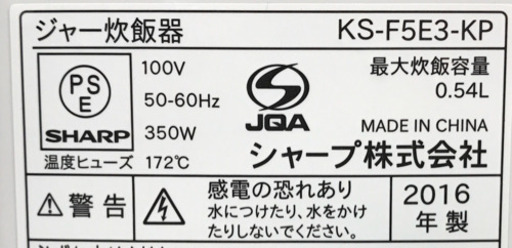 ジャー炊飯器 KS-F5E3-KP
PSE
SHARP
100V
50-60Hz
350W
温度ヒューズ 172℃
JQA
最大炊飯容量
0.54L
MADE IN CHINA
シャープ株式会社
警告
感電の恐れあり
水につけたり、水をかけ
たりしないでください。
2016
年製